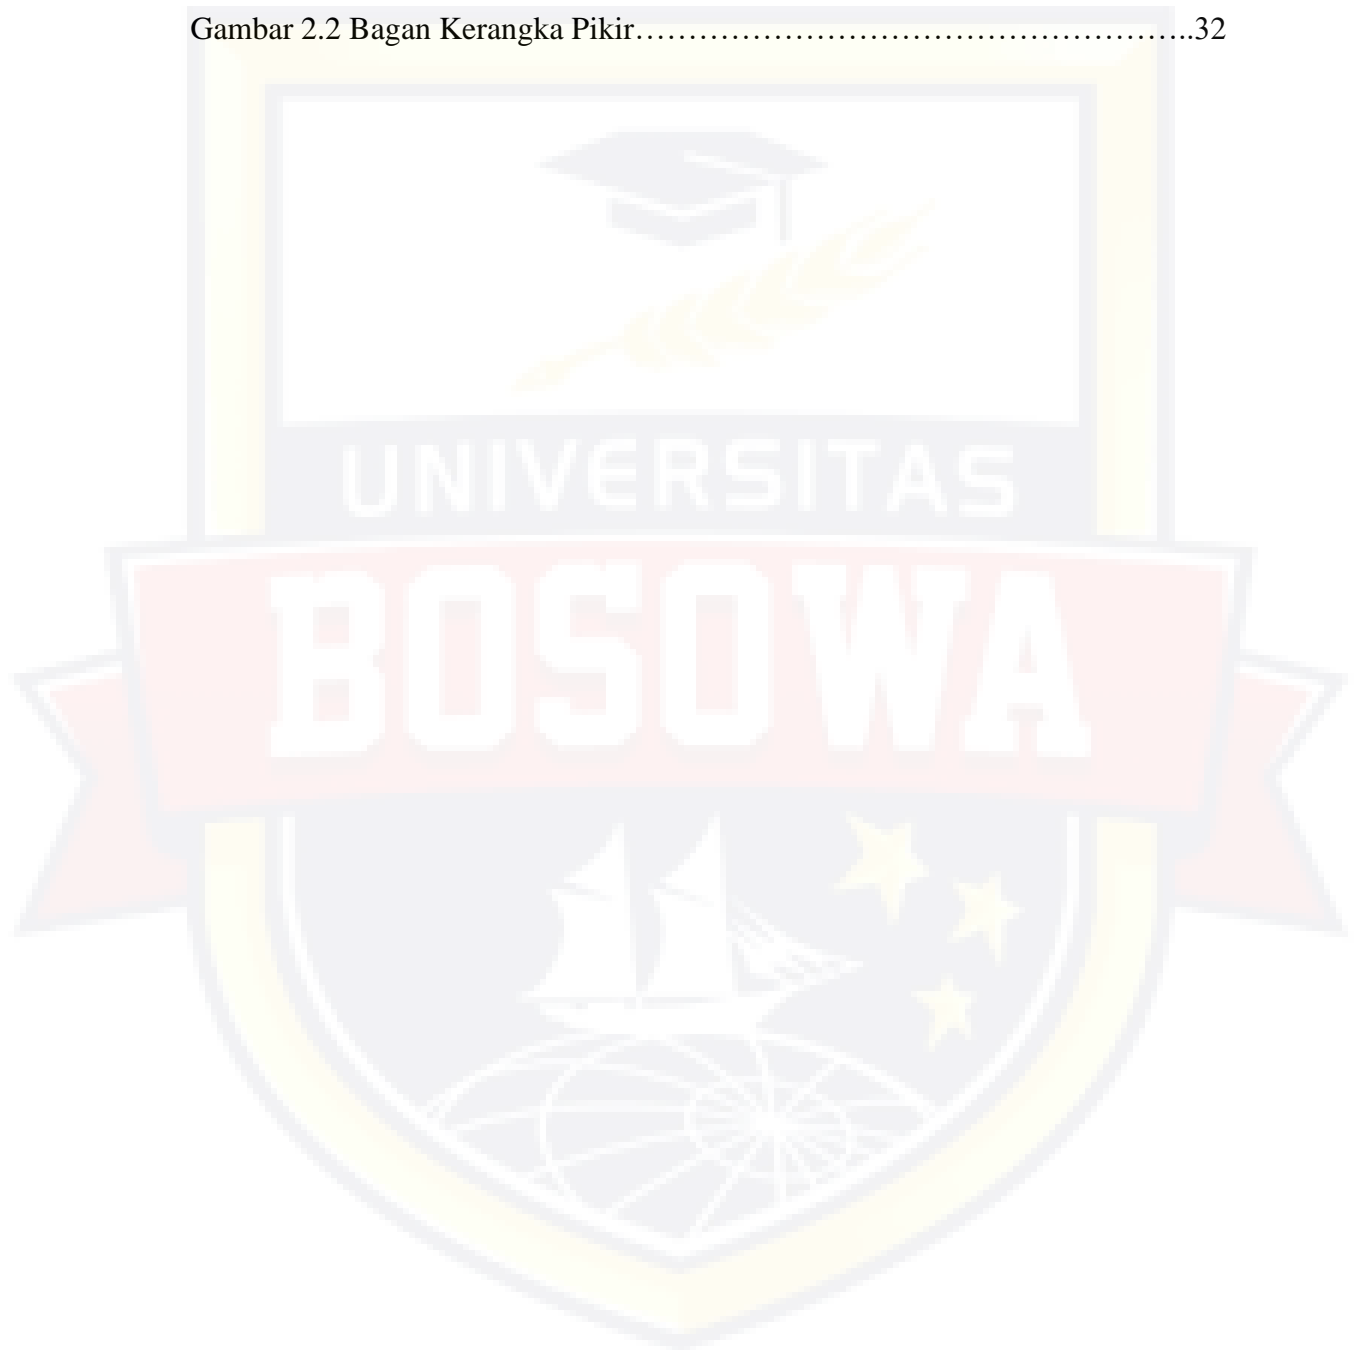 Gambar 2.2 Bagan Kerangka Pikir……………………………………………..32
UNIVERSITAS
BOSOWA